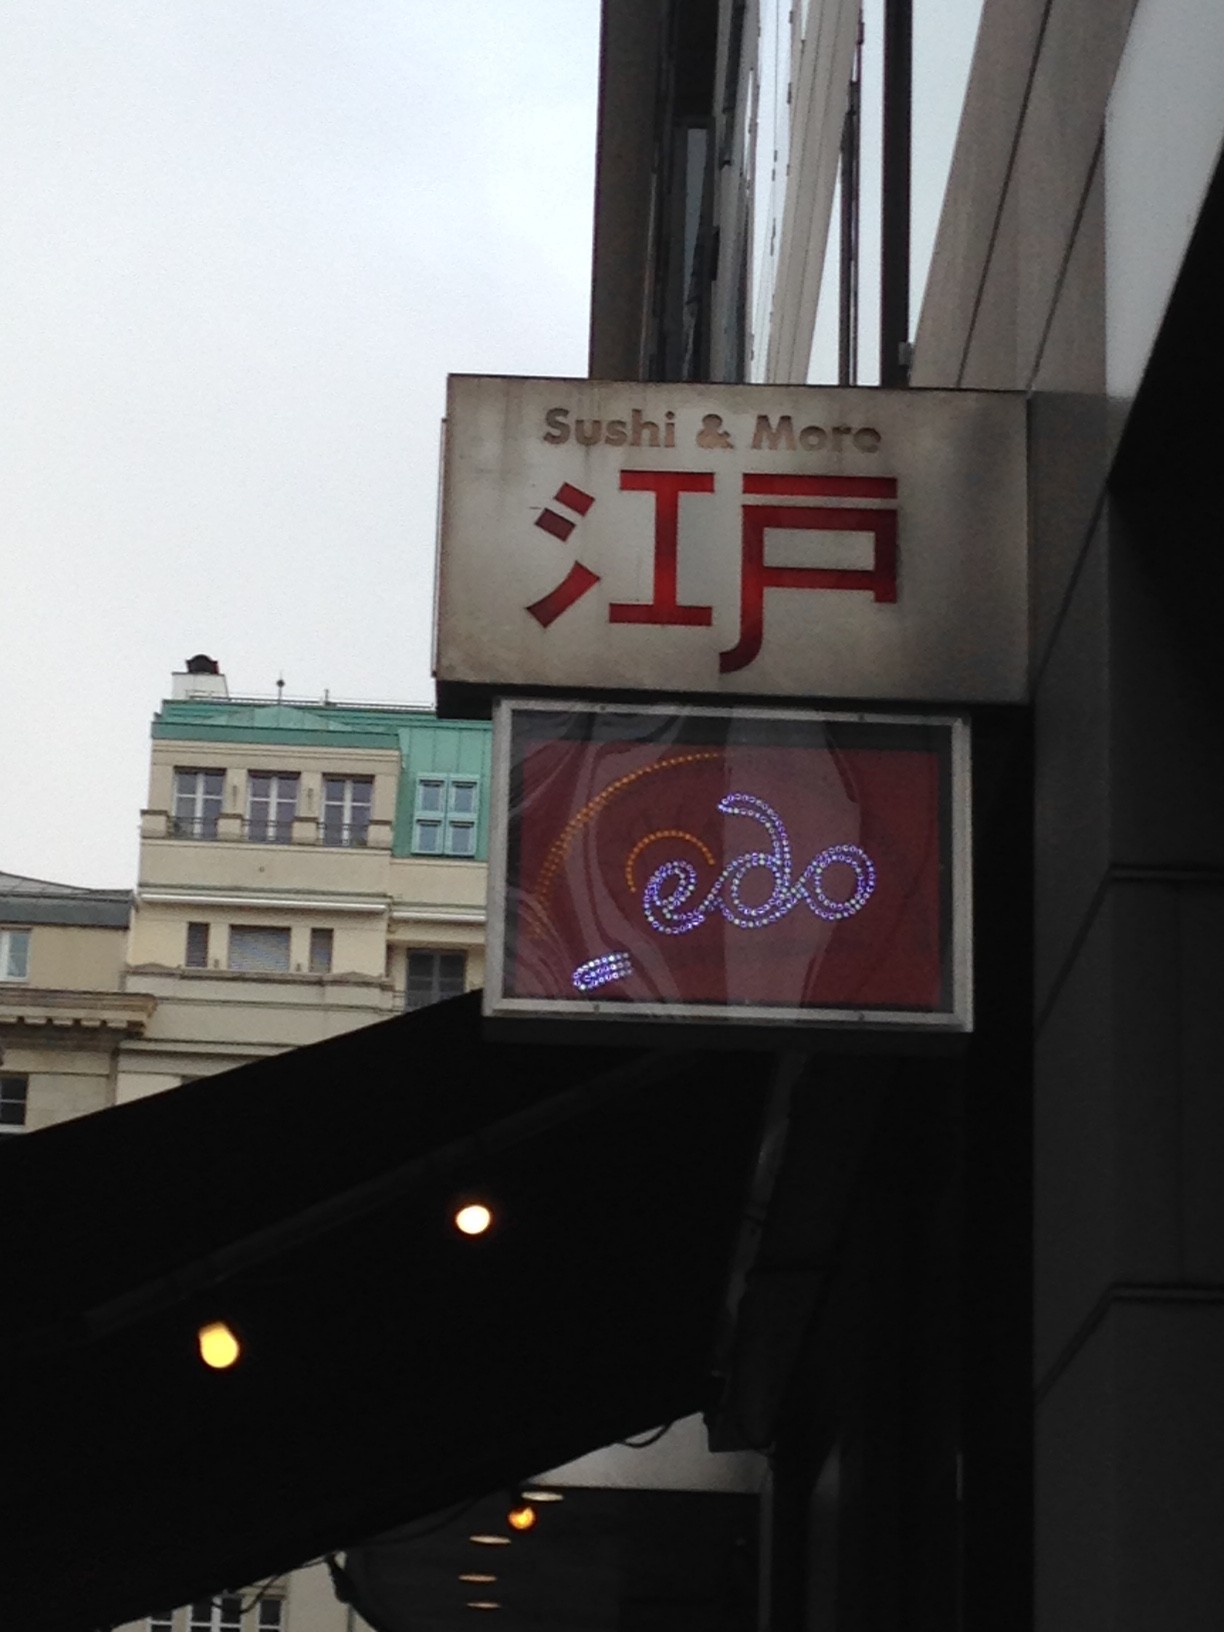 Sushi & More
江戸
edo